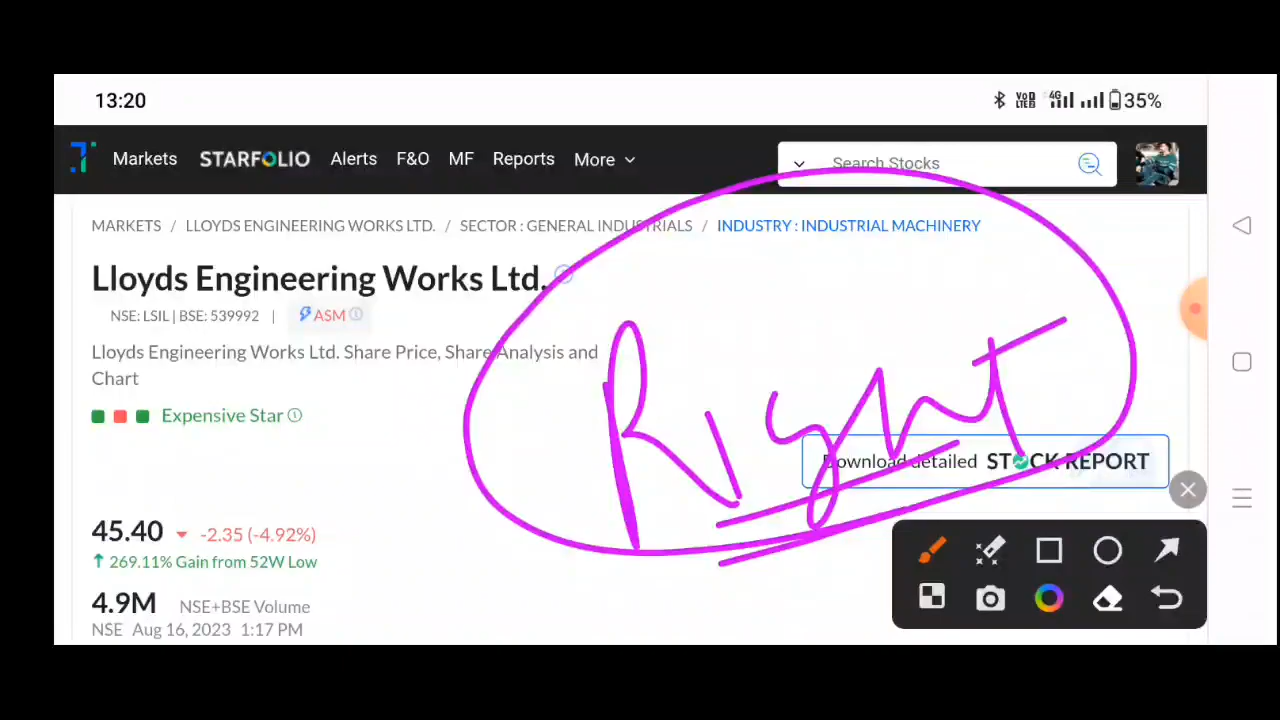 13:20 VoD LTEB 4G 35%
Markets STARFOLIO Alerts F&O MF Reports More Search Stocks
MARKETS / LLOYDS ENGINEERING WORKS LTD. / SECTOR : GENERAL INDUSTRIALS / INDUSTRY : INDUSTRIAL MACHINERY
Lloyds Engineering Works Ltd.
NSE: LSIL | BSE: 539992 | ASM
Lloyds Engineering Works Ltd. Share Price, Share Analysis and
Chart
Expensive Star
Right
Download detailed STOCK REPORT
45.40 -2.35 (-4.92%)
269.11% Gain from 52W Low
4.9M NSE+BSE Volume
NSE Aug 16, 2023 1:17 PM